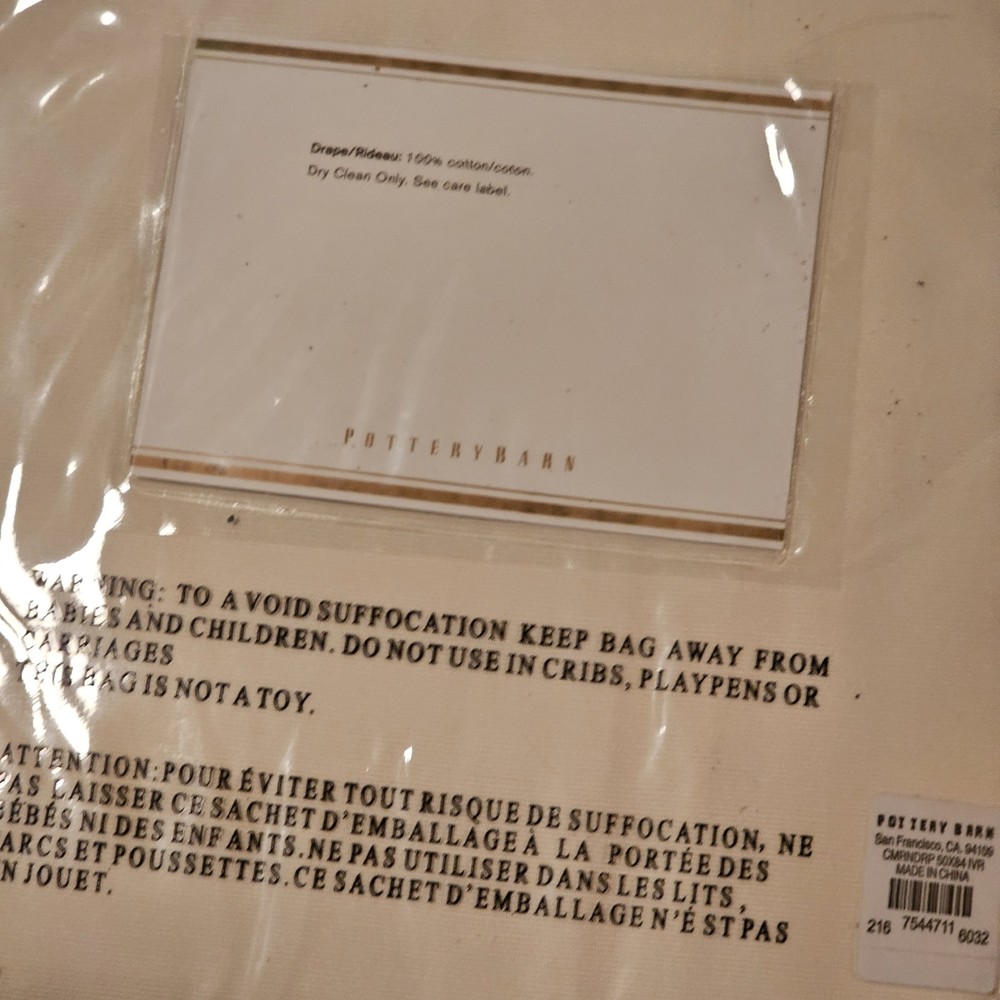 Drape/Rideau: 100% cotton/coton.
Dry Clean Only. See care label.
POTTERYBARN
WARNING: TO AVOID SUFFOCATION KEEP BAG AWAY FROM
BABIES AND CHILDREN. DO NOT USE IN CRIBS, PLAYPENS OR
CARRIAGES
BAG IS NOT A TOY.
ATTENTION:POUR ÉVITER TOUT RISQUE DE SUFFOCATION, NE
PAS LAISSER CE SACHET D'EMBALLAGE À LA PORTÉE DES
BÉBÉS NI DES ENFANTS.NE PAS UTILISER DANS LES LITS,
ARCS ET POUSSETTES.CE SACHET D'EMBALLAGE N'ÉST PAS
N JOUET.
POTTERY BARN
San Francisco, CA. 94109
CMRNDRP 50X84 IVR
MADE IN CHINA
216 7544711 6032